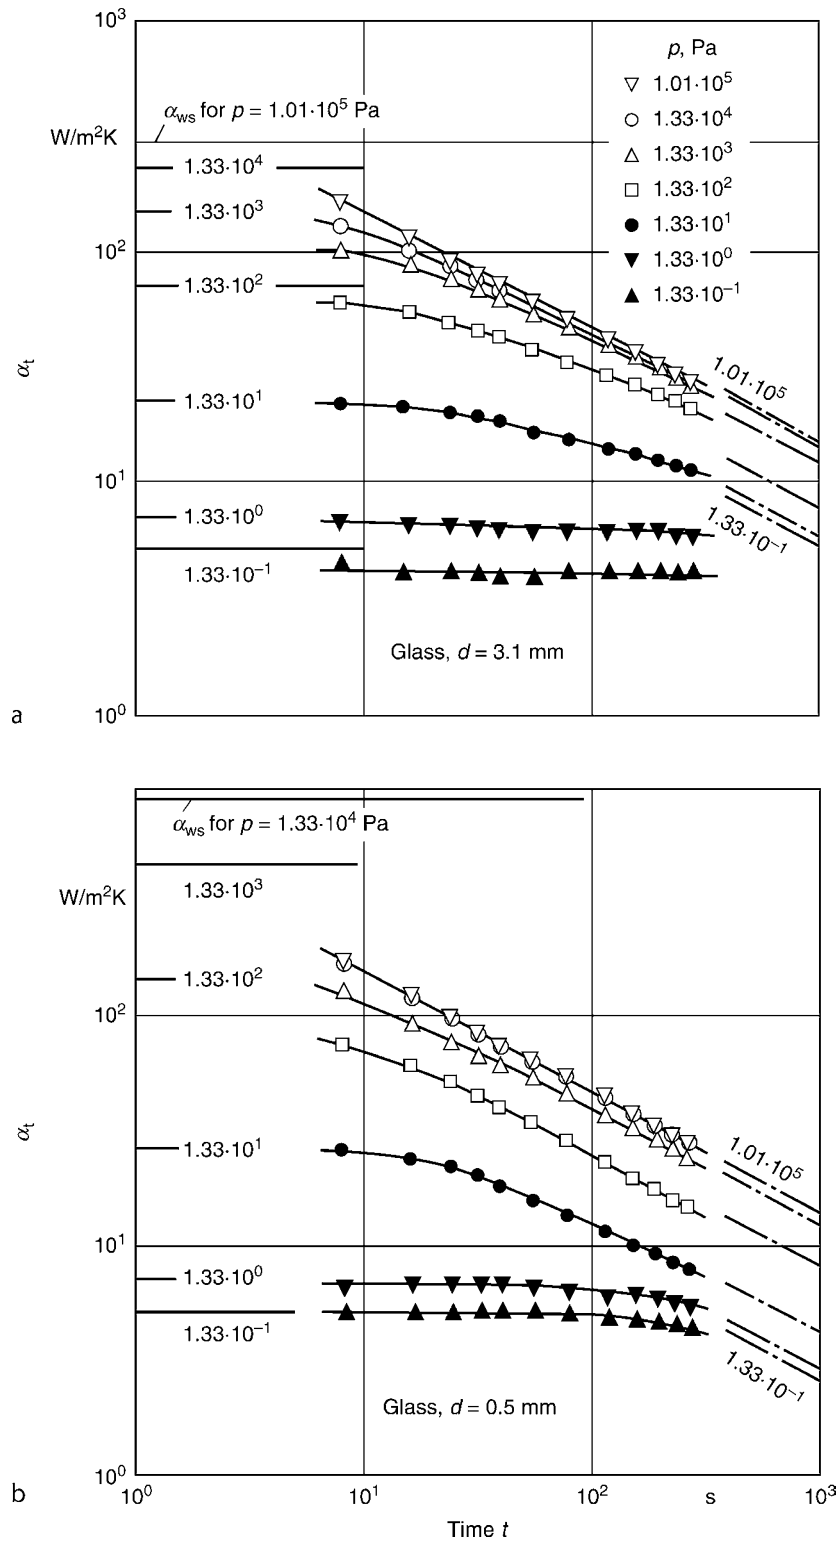 10³
p, Pa
1.01·10⁵
1.33·10⁴
1.33·10³
1.33·10²
1.33·10¹
1.33·10⁰
1.33·10⁻¹
αws for p = 1.01·10⁵ Pa
W/m²K
1.33·10⁴
1.33·10³
10²
1.33·10²
αt
1.01·10⁵
1.33·10¹
10¹
1.33·10⁰
1.33·10⁻¹
1.33·10⁻¹
Glass, d = 3.1 mm
a
10⁰
αws for p = 1.33·10⁴ Pa
1.33·10³
W/m²K
1.33·10²
10²
αt
1.01·10⁵
1.33·10¹
10¹
1.33·10⁰
1.33·10⁻¹
1.33·10⁻¹
Glass, d = 0.5 mm
10⁰
b
10⁰ 10¹ 10² s 10³
Time t